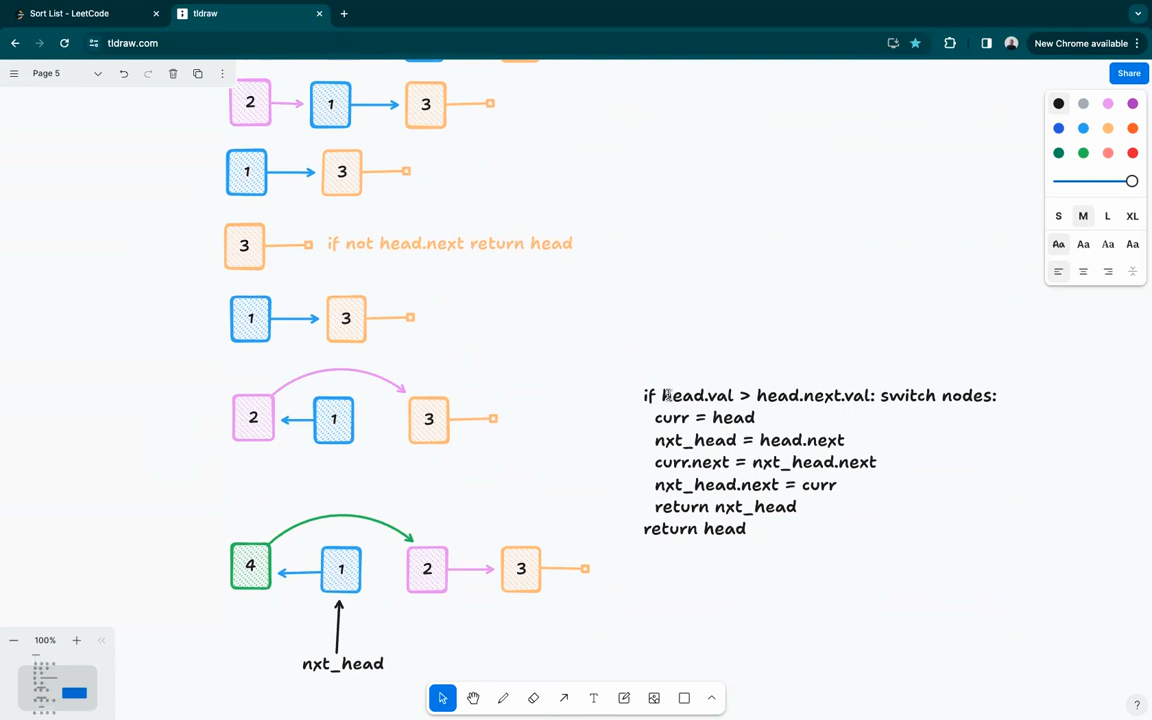 Sort List - LeetCode
tldraw
tldraw.com
New Chrome available
Page 5
Share
2 1 3
1 3
3 if not head.next return head
1 3
2 1 3
if head.val > head.next.val: switch nodes:
curr = head
nxt_head = head.next
curr.next = nxt_head.next
nxt_head.next = curr
return nxt_head
return head
4 1 2 3
nxt_head
S M L XL
Aa Aa Aa Aa
100%
?